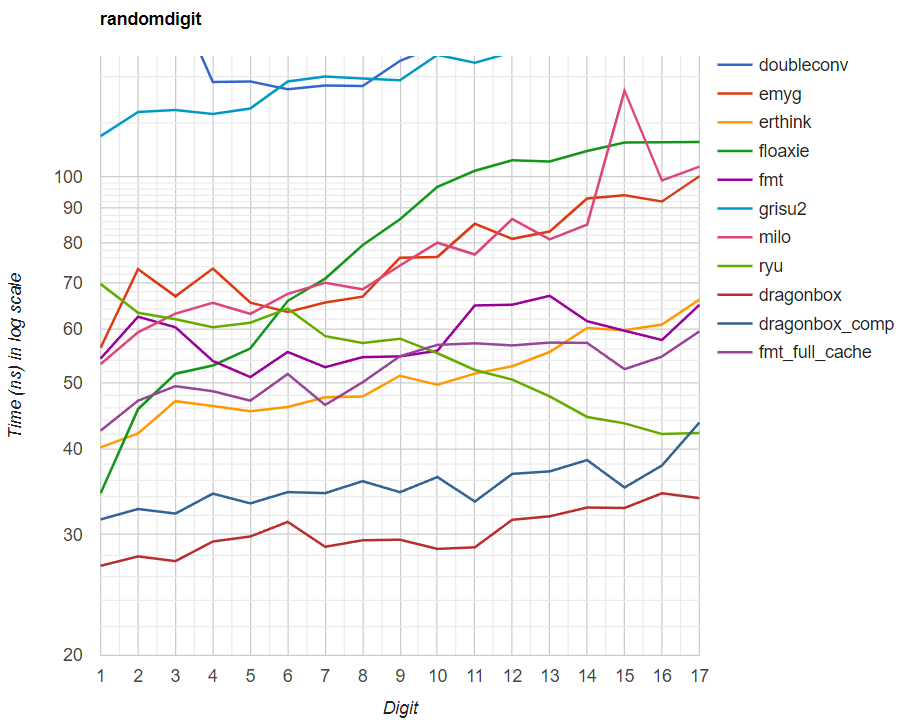 randomdigit
Time (ns) in log scale
100
90
80
70
60
50
40
30
20
1 2 3 4 5 6 7 8 9 10 11 12 13 14 15 16 17
Digit
doubleconv
emyg
erthink
floaxie
fmt
grisu2
milo
ryu
dragonbox
dragonbox_comp
fmt_full_cache